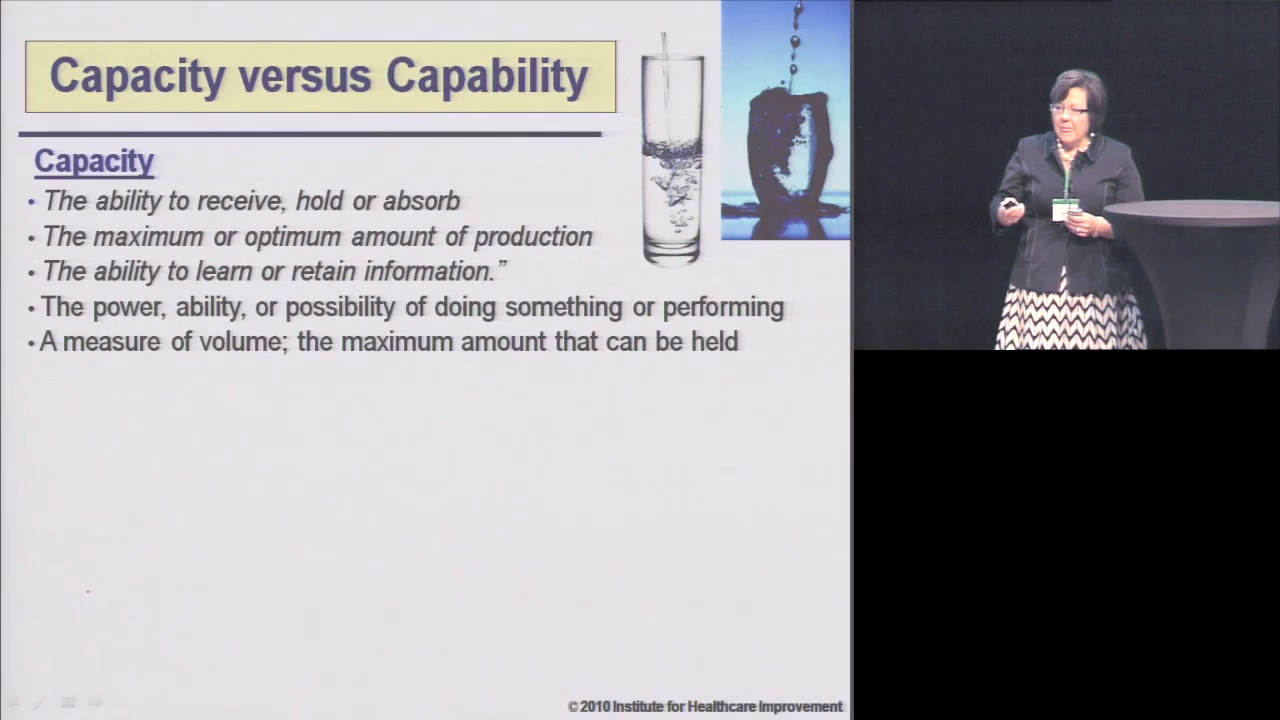 Capacity versus Capability
Capacity
• The ability to receive, hold or absorb
• The maximum or optimum amount of production
• The ability to learn or retain information.”
• The power, ability, or possibility of doing something or performing
• A measure of volume; the maximum amount that can be held
© 2010 Institute for Healthcare Improvement